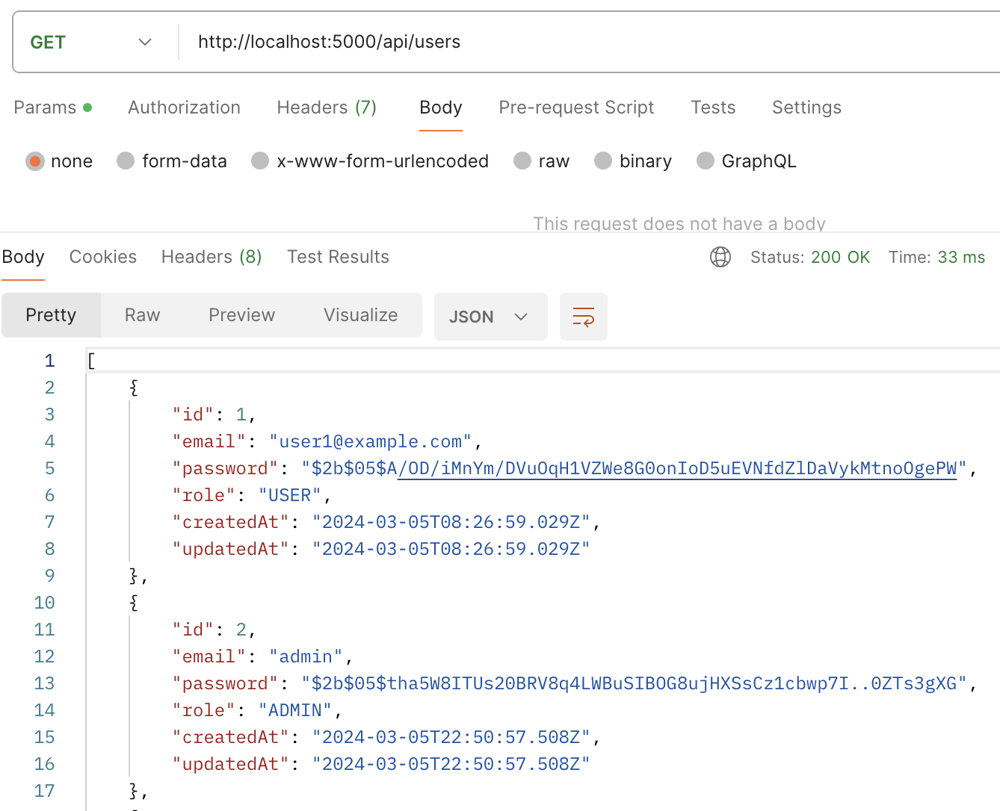 GET http://localhost:5000/api/users
Params Authorization Headers (7) Body Pre-request Script Tests Settings
none form-data x-www-form-urlencoded raw binary GraphQL
This request does not have a body
Body Cookies Headers (8) Test Results Status: 200 OK Time: 33 ms
Pretty Raw Preview Visualize JSON
1 [
2 {
3 "id": 1,
4 "email": "user1@example.com",
5 "password": "$2b$05$A/OD/iMnYm/DVuOqH1VZWe8G0onIoD5uEVNfdZlDaVykMtnoOgePW",
6 "role": "USER",
7 "createdAt": "2024-03-05T08:26:59.029Z",
8 "updatedAt": "2024-03-05T08:26:59.029Z"
9 },
10 {
11 "id": 2,
12 "email": "admin",
13 "password": "$2b$05$tha5W8ITUs20BRV8q4LWBuSIBOG8ujHXSsCz1cbwp7I..0ZTs3gXG",
14 "role": "ADMIN",
15 "createdAt": "2024-03-05T22:50:57.508Z",
16 "updatedAt": "2024-03-05T22:50:57.508Z"
17 },